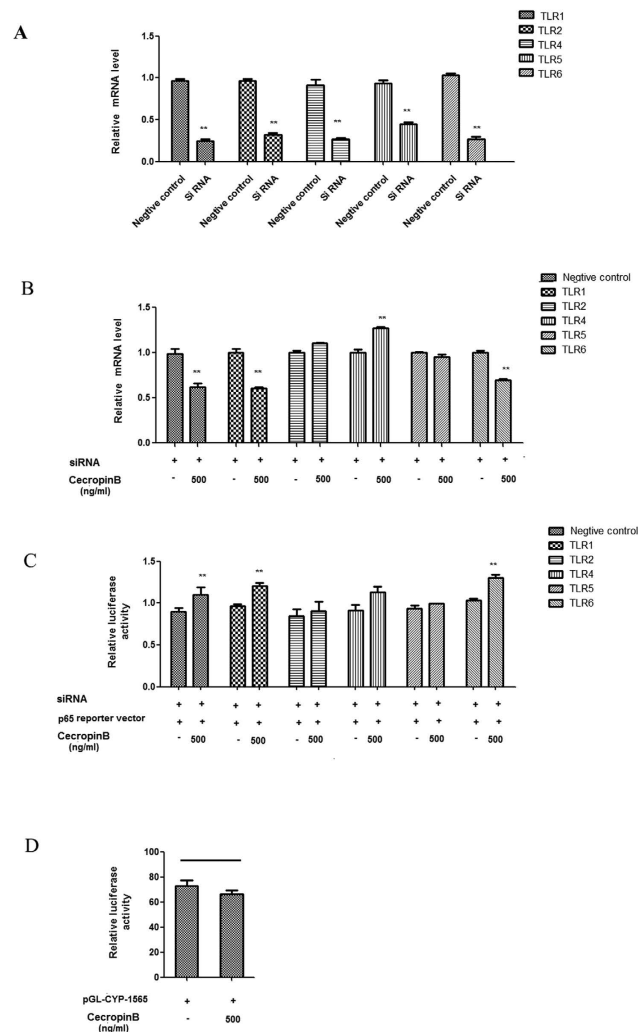 A
Relative mRNA level
1.5
1.0
0.5
0.0
** ** ** ** **
Negtive control Si RNA Negtive control Si RNA Negtive control Si RNA Negtive control Si RNA Negtive control Si RNA
TLR1
TLR2
TLR4
TLR5
TLR6
B
Relative mRNA level
1.5
1.0
0.5
0.0
** ** ** **
siRNA + + + + + + + + + + + +
CecropinB - 500 - 500 - 500 - 500 - 500 - 500
(ng/ml)
Negtive control
TLR1
TLR2
TLR4
TLR5
TLR6
C
Relative luciferase
activity
1.5
1.0
0.5
0.0
** ** **
siRNA + + + + + + + + + + + +
p65 reporter vector + + + + + + + + + + + +
CecropinB - 500 - 500 - 500 - 500 - 500 - 500
(ng/ml)
Negtive control
TLR1
TLR2
TLR4
TLR5
TLR6
D
Relative luciferase
activity
100
80
60
40
20
0
pGL-CYP-1565 + +
CecropinB - 500
(ng/ml)